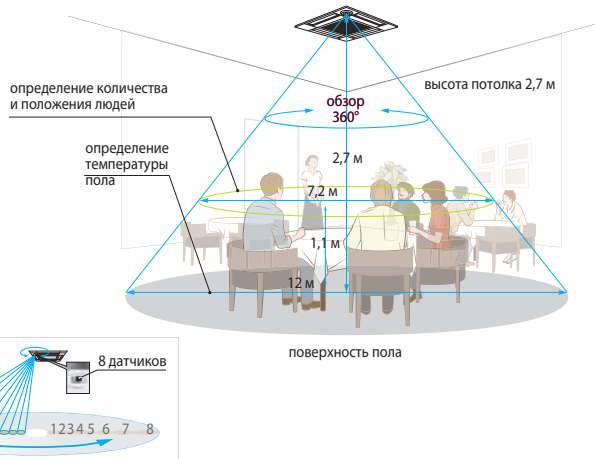 высота потолка 2,7 м
определение количества
и положения людей
обзор
360°
определение
температуры
пола
2,7 м
7,2 м
1,1 м
12 м
поверхность пола
8 датчиков
1 2 3 4 5 6 7 8